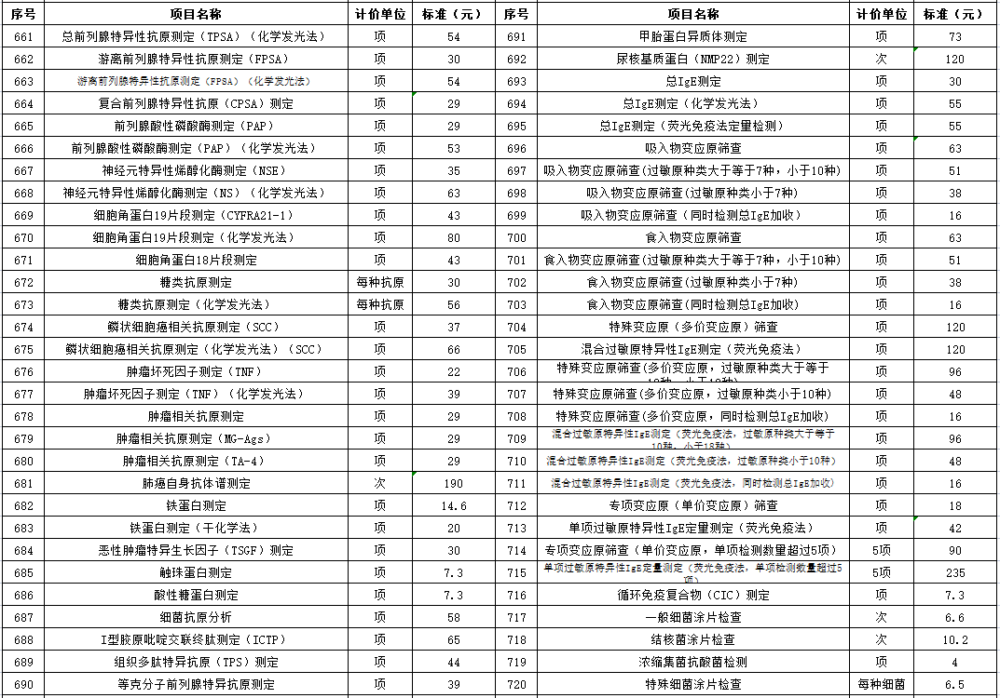 序号 项目名称 计价单位 标准（元） 序号 项目名称 计价单位 标准（元）
661 总前列腺特异性抗原测定（TPSA）（化学发光法） 项 54 691 甲胎蛋白异质体测定 项 73
662 游离前列腺特异性抗原测定（FPSA） 项 30 692 尿核基质蛋白（NMP22）测定 次 120
663 游离前列腺特异性抗原测定（FPSA）（化学发光法） 项 54 693 总IgE测定 项 30
664 复合前列腺特异性抗原（CPSA）测定 项 29 694 总IgE测定（化学发光法） 项 55
665 前列腺酸性磷酸酶测定（PAP） 项 29 695 总IgE测定（荧光免疫法定量检测） 项 55
666 前列腺酸性磷酸酶测定（PAP）（化学发光法） 项 53 696 吸入物变应原筛查 项 63
667 神经元特异性烯醇化酶测定（NSE） 项 35 697 吸入物变应原筛查(过敏原种类大于等于7种，小于10种) 项 51
668 神经元特异性烯醇化酶测定（NS）（化学发光法） 项 63 698 吸入物变应原筛查(过敏原种类小于7种) 项 38
669 细胞角蛋白19片段测定（CYFRA21-1） 项 43 699 吸入物变应原筛查（同时检测总IgE加收） 项 16
670 细胞角蛋白19片段测定（化学发光法） 项 80 700 食入物变应原筛查 项 63
671 细胞角蛋白18片段测定 项 43 701 食入物变应原筛查(过敏原种类大于等于7种，小于10种) 项 51
672 糖类抗原测定 每种抗原 30 702 食入物变应原筛查(过敏原种类小于7种) 项 38
673 糖类抗原测定（化学发光法） 每种抗原 56 703 食入物变应原筛查(同时检测总IgE加收) 项 16
674 鳞状细胞癌相关抗原测定（SCC） 项 37 704 特殊变应原（多价变应原）筛查 项 120
675 鳞状细胞癌相关抗原测定（化学发光法）（SCC） 项 66 705 混合过敏原特异性IgE测定（荧光免疫法） 项 120
676 肿瘤坏死因子测定（TNF） 项 22 706 特殊变应原筛查(多价变应原，过敏原种类大于等于 项 96
10种，小于18种)
677 肿瘤坏死因子测定（TNF）（化学发光法） 项 39 707 特殊变应原筛查(多价变应原，过敏原种类小于10种) 项 48
678 肿瘤相关抗原测定 项 29 708 特殊变应原筛查(多价变应原，同时检测总IgE加收) 项 16
679 肿瘤相关抗原测定（MG-Ags） 项 29 709 混合过敏原特异性IgE测定（荧光免疫法，过敏原种类大于等于 项 96
10种，小于18种）
680 肿瘤相关抗原测定（TA-4） 项 29 710 混合过敏原特异性IgE测定（荧光免疫法，过敏原种类小于10种） 项 48
681 肺癌自身抗体谱测定 次 190 711 混合过敏原特异性IgE测定（荧光免疫法，同时检测总IgE加收） 项 16
682 铁蛋白测定 项 14.6 712 专项变应原（单价变应原）筛查 项 18
683 铁蛋白测定（干化学法） 项 20 713 单项过敏原特异性IgE定量测定（荧光免疫法） 项 42
684 恶性肿瘤特异生长因子（TSGF）测定 项 30 714 专项变应原筛查（单价变应原，单项检测数量超过5项） 5项 90
685 触珠蛋白测定 项 7.3 715 单项过敏原特异性IgE定量测定（荧光免疫法，单项检测数量超过5 5项 235
项）
686 酸性糖蛋白测定 项 7.3 716 循环免疫复合物（CIC）测定 项 7.3
687 细菌抗原分析 项 58 717 一般细菌涂片检查 次 6.6
688 I型胶原吡啶交联终肽测定（ICTP） 项 65 718 结核菌涂片检查 次 10.2
689 组织多肽特异抗原（TPS）测定 项 44 719 浓缩集菌抗酸菌检测 项 4
690 等克分子前列腺特异抗原测定 项 39 720 特殊细菌涂片检查 每种细菌 6.5